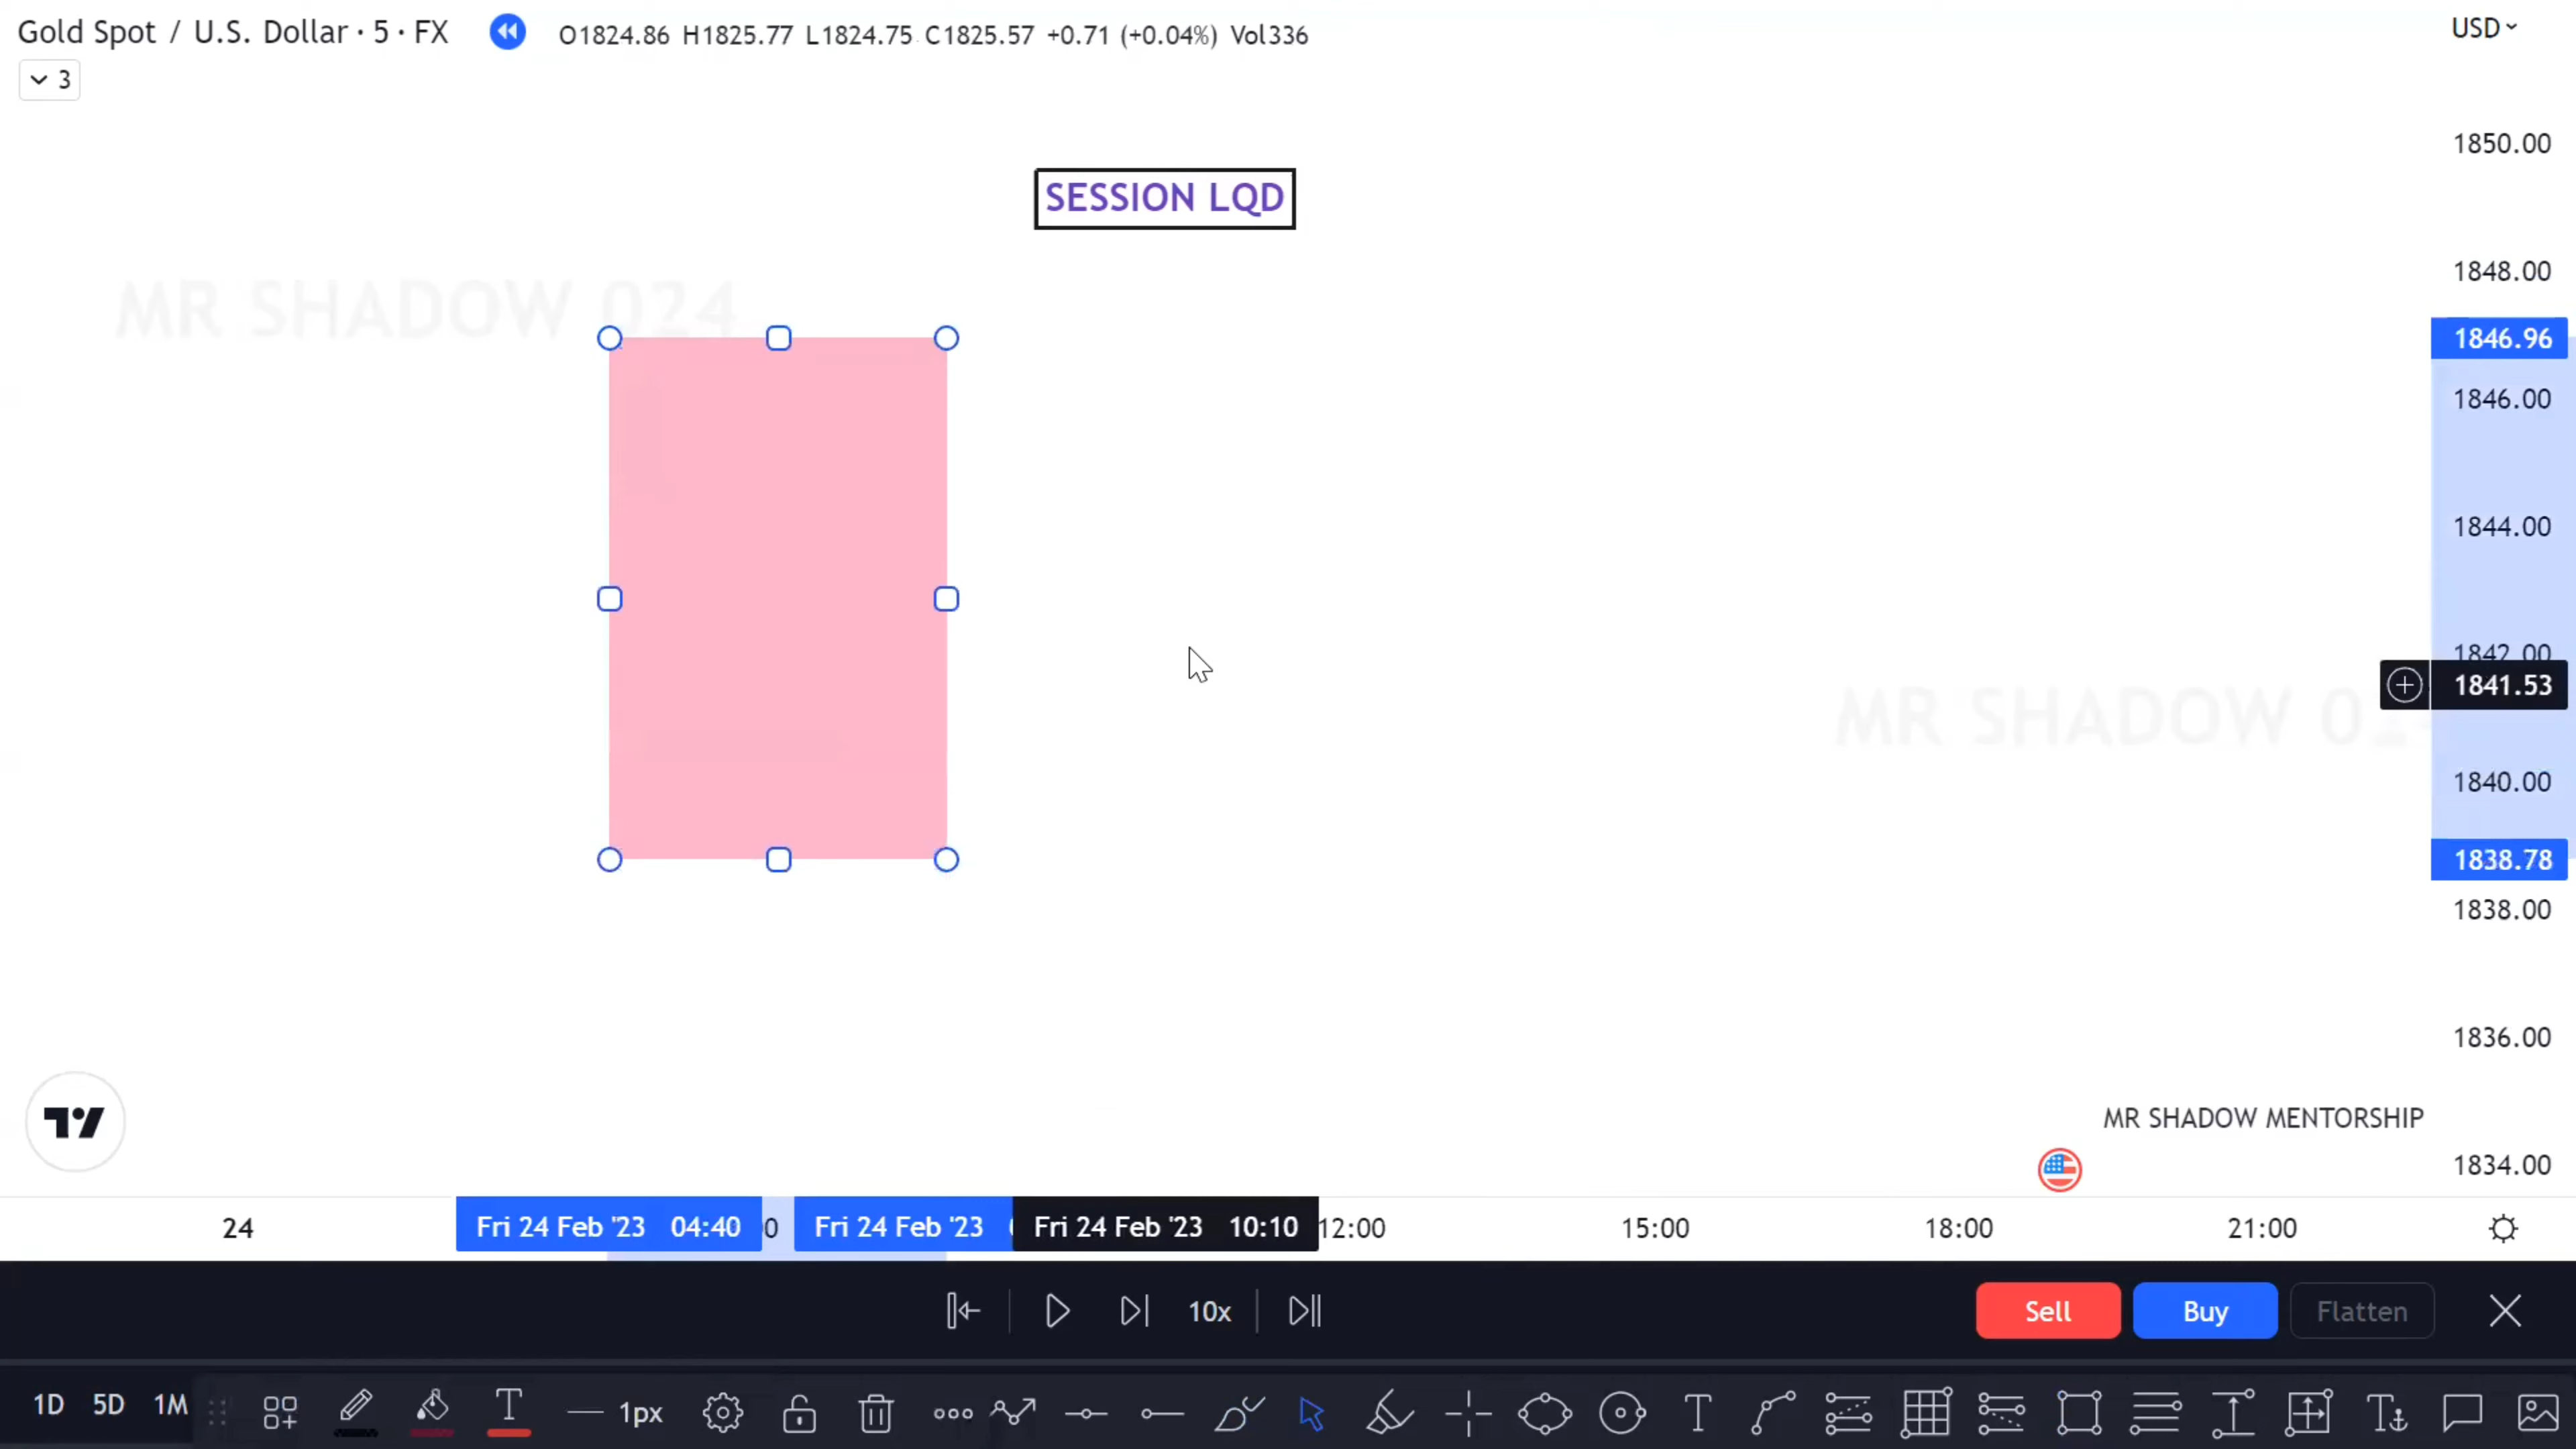 Gold Spot / U.S. Dollar · 5 · FX
O1824.86 H1825.77 L1824.75 C1825.57 +0.71 (+0.04%) Vol336
USD
3
1850.00
SESSION LQD
1848.00
MR SHADOW 024
1846.96
1846.00
1844.00
1842.00
1841.53
MR SHADOW 02
1840.00
1838.78
1838.00
1836.00
MR SHADOW MENTORSHIP
1834.00
24
Fri 24 Feb '23 04:40
Fri 24 Feb '23
Fri 24 Feb '23 10:10
12:00
15:00
18:00
21:00
10x
Sell
Buy
Flatten
1D 5D 1M
T
1px
T
T